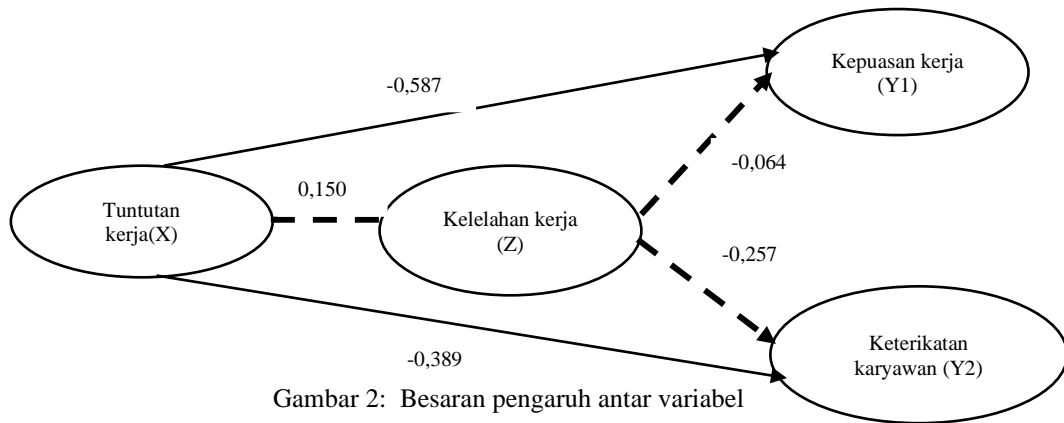 Kepuasan kerja
(Y1)
-0,587
-0,064
0,150
Tuntutan
kerja(X)
Kelelahan kerja
(Z)
-0,257
-0,389
Keterikatan
karyawan (Y2)
Gambar 2: Besaran pengaruh antar variabel